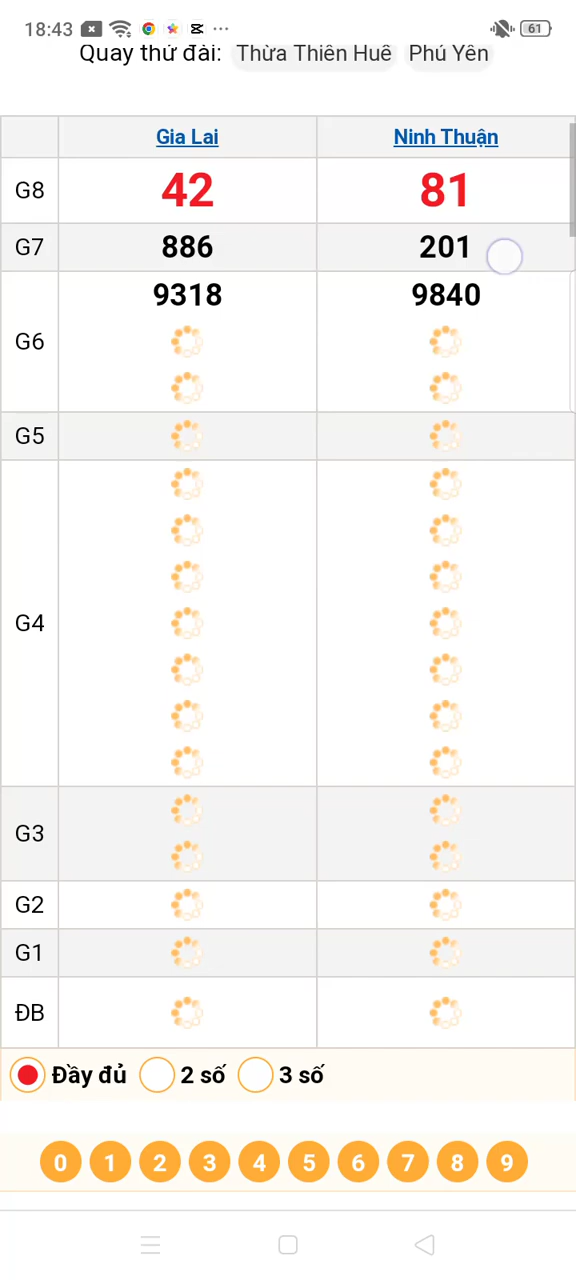 18:43 61
Quay thử đài: Thừa Thiên Huế Phú Yên
Gia Lai Ninh Thuận
G8 42 81
G7 886 201
9318 9840
G6
G5
G4
G3
G2
G1
ĐB
Đầy đủ 2 số 3 số
0 1 2 3 4 5 6 7 8 9